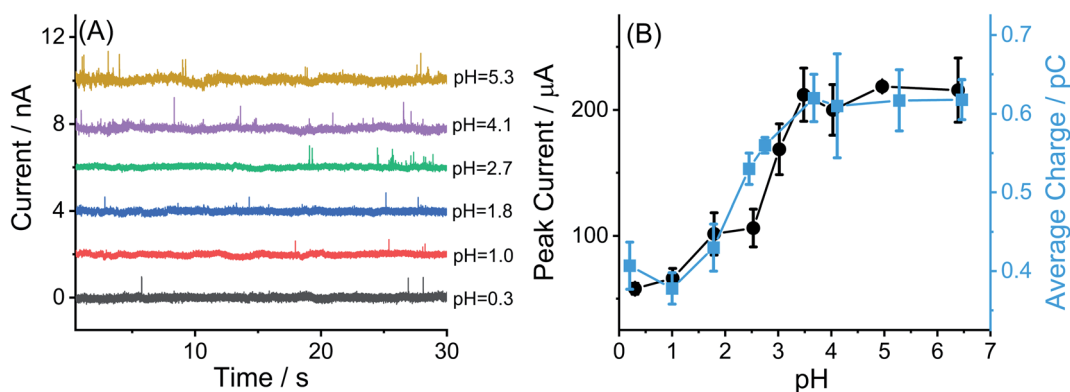 (A)
12
8
4
0
Current / nA
10
20
30
Time / s
pH=5.3
pH=4.1
pH=2.7
pH=1.8
pH=1.0
pH=0.3
(B)
200
100
Peak Current / μA
0
1
2
3
4
5
6
7
pH
0.7
0.6
0.5
0.4
Average Charge / pC